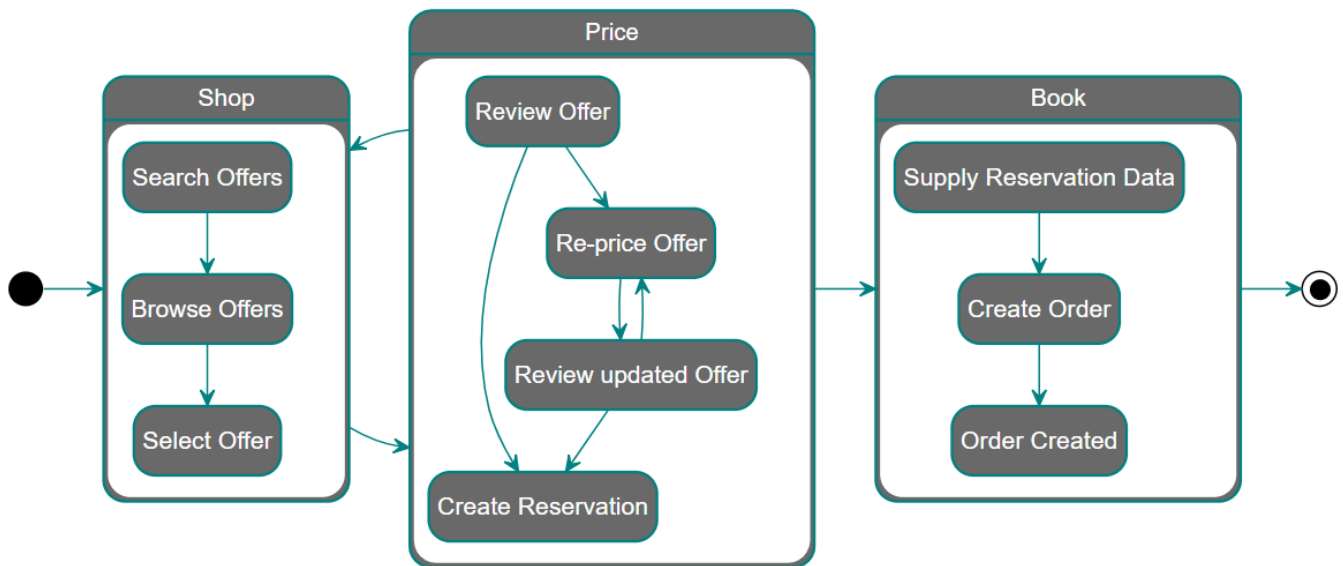 Shop
Search Offers
Browse Offers
Select Offer
Price
Review Offer
Re-price Offer
Review updated Offer
Create Reservation
Book
Supply Reservation Data
Create Order
Order Created